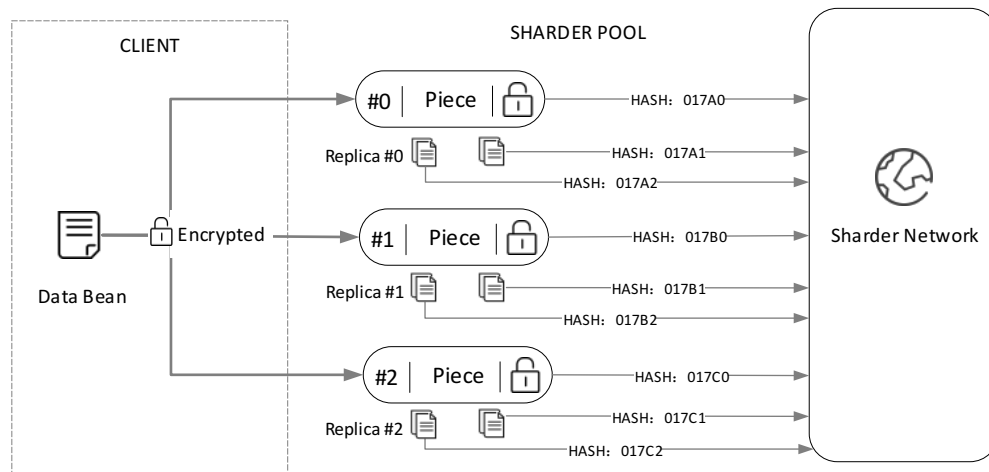 CLIENT
SHARDER POOL
#0 Piece
HASH：017A0
Replica #0
HASH：017A1
HASH：017A2
Encrypted
Data Bean
#1 Piece
HASH：017B0
Replica #1
HASH：017B1
HASH：017B2
Sharder Network
#2 Piece
HASH：017C0
Replica #2
HASH：017C1
HASH：017C2